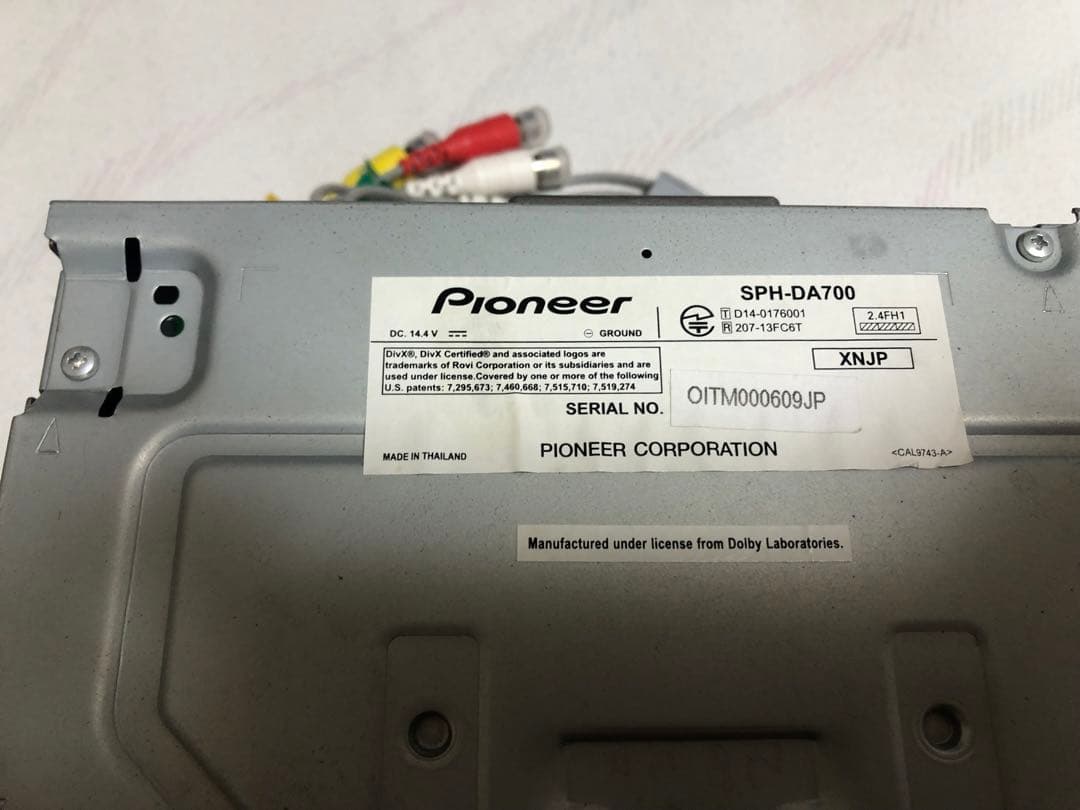 Pioneer
SPH-DA700
DC. 14.4 V
⊖ GROUND
T D14-0176001
R 207-13FC6T
2.4FH1
XNJP
DivX®, DivX Certified® and associated logos are
trademarks of Rovi Corporation or its subsidiaries and are
used under license.Covered by one or more of the following
U.S. patents: 7,295,673; 7,460,668; 7,515,710; 7,519,274
SERIAL NO.
OITM000609JP
MADE IN THAILAND
PIONEER CORPORATION
<CAL9743-A>
Manufactured under license from Dolby Laboratories.